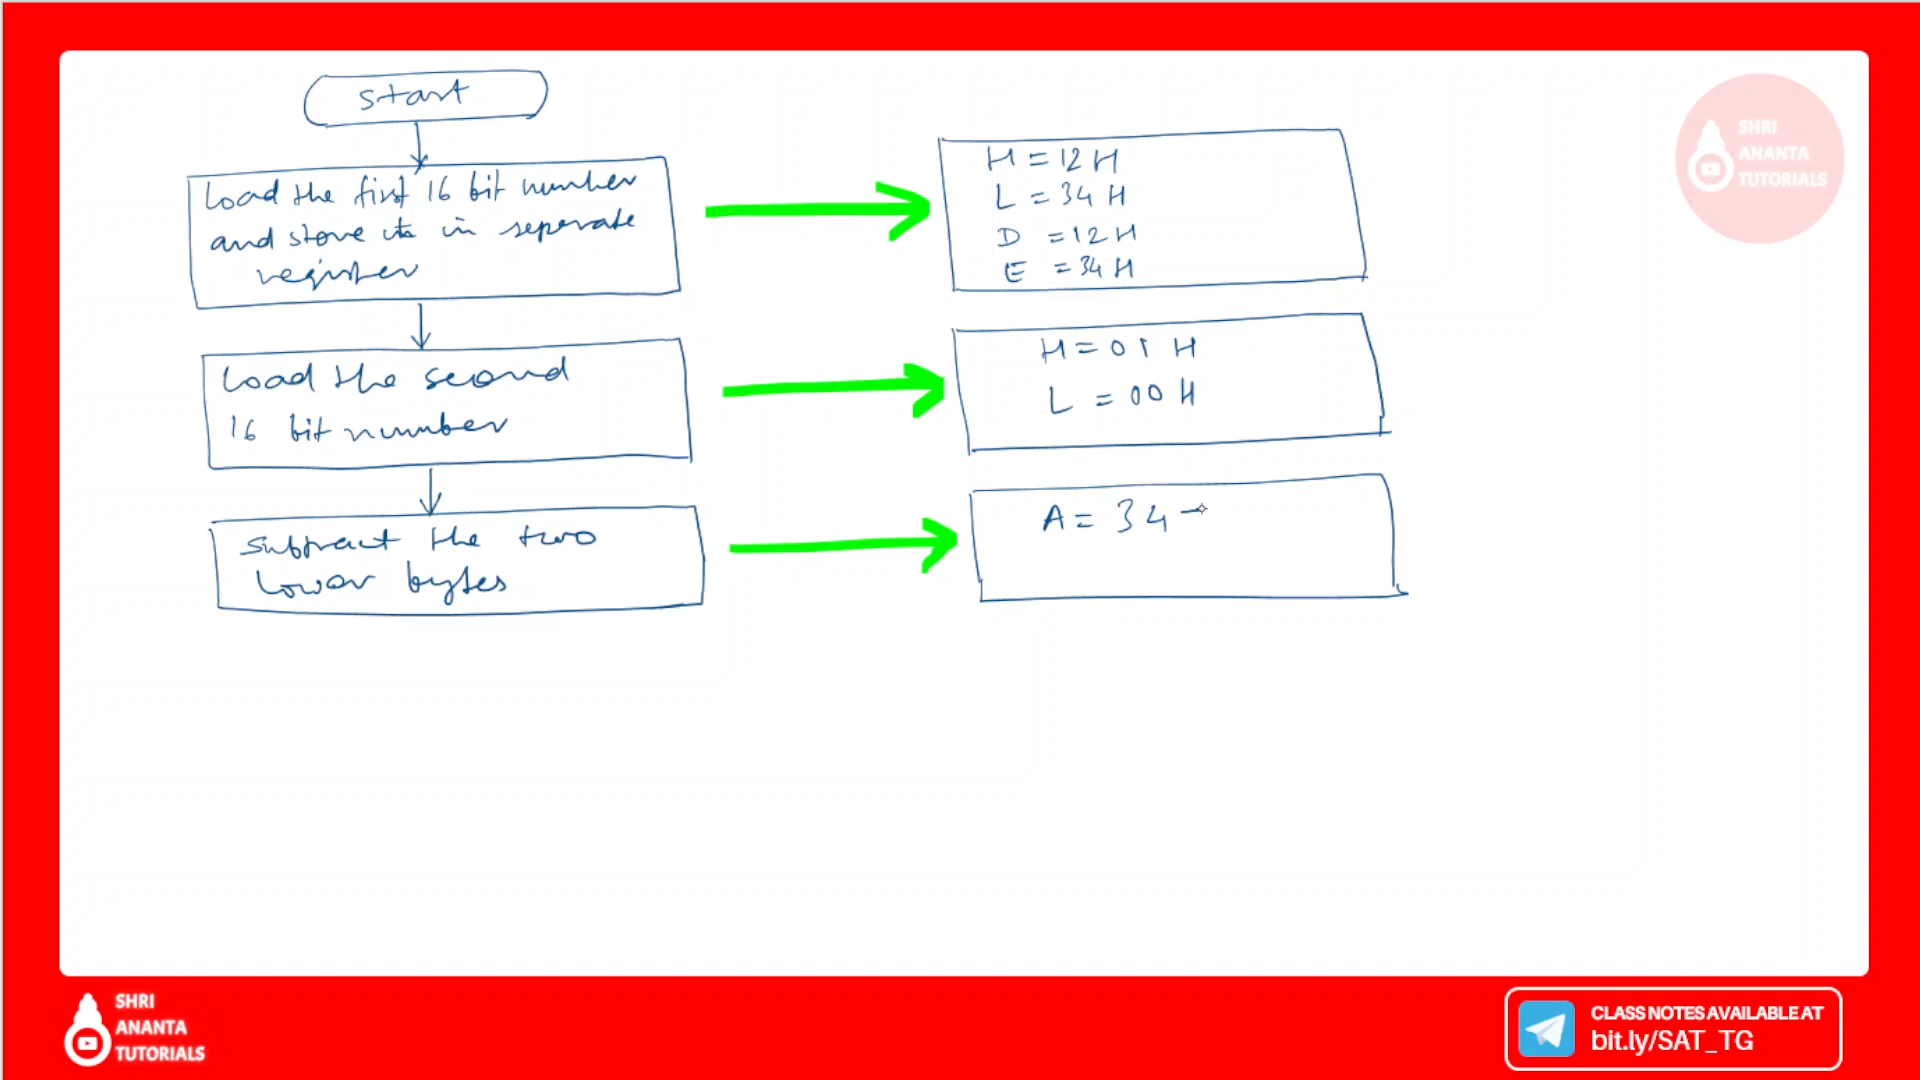 start
Load the first 16 bit number
and store its in seperate
register
Load the second
16 bit number
subtract the two
lower bytes
H = 12 H
L = 34 H
D = 12 H
E = 34 H
H = 01 H
L = 00 H
A = 34 -
SHRI
ANANTA
TUTORIALS
SHRI
ANANTA
TUTORIALS
CLASS NOTES AVAILABLE AT
bit.ly/SAT_TG